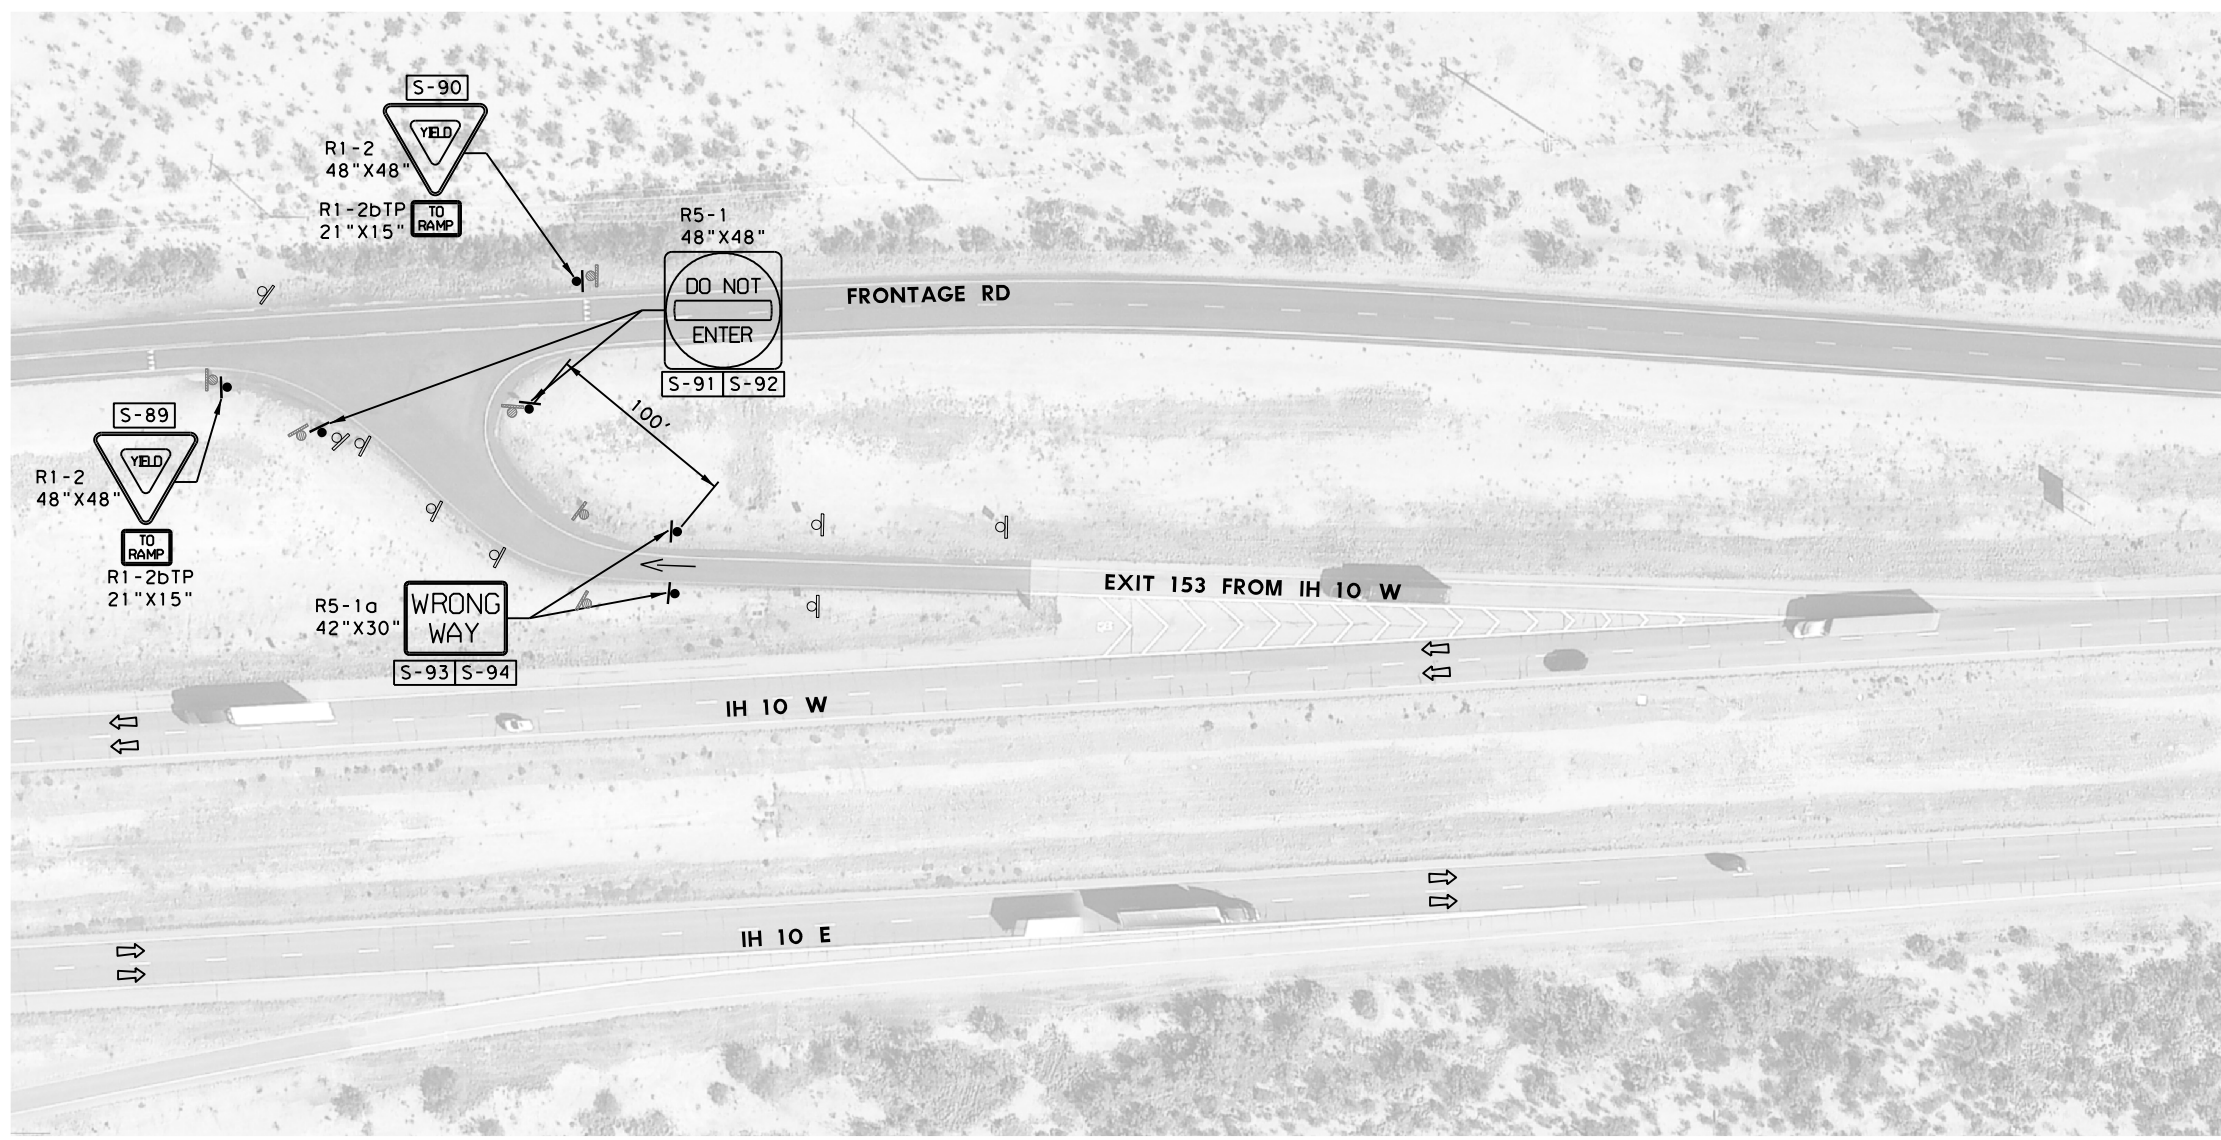 S-90
YIELD
R1-2
48"X48"
R1-2bTP
21"X15"
TO
RAMP
R5-1
48"X48"
DO NOT
ENTER
S-91 S-92
FRONTAGE RD
100'
S-89
YIELD
R1-2
48"X48"
TO
RAMP
R1-2bTP
21"X15"
R5-1a
42"X30"
WRONG
WAY
S-93 S-94
EXIT 153 FROM IH 10 W
IH 10 W
IH 10 E